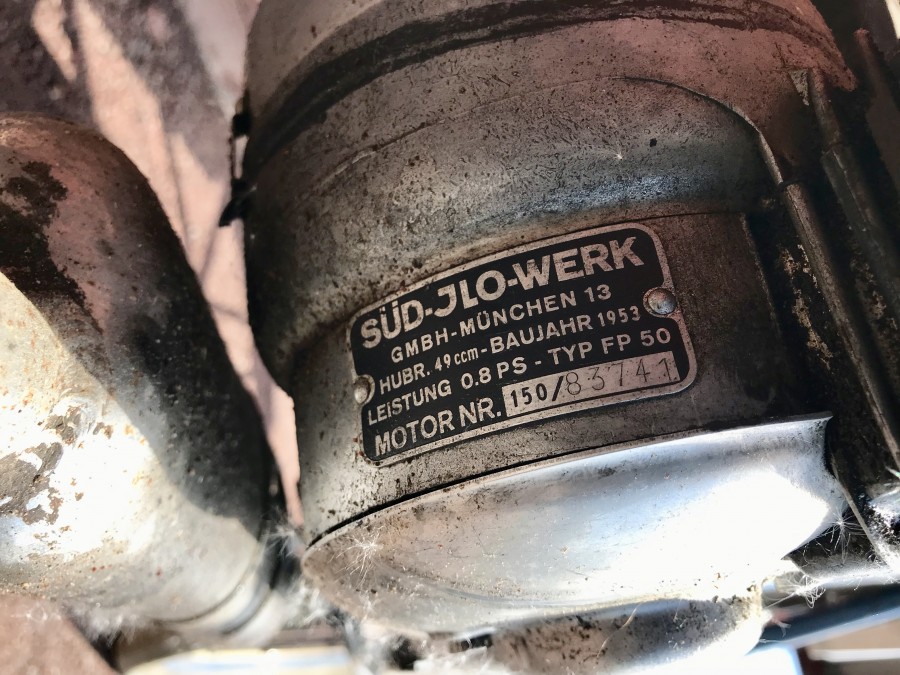 SÜD-JLO-WERK
GMBH-MÜNCHEN 13
HUBR. 49 ccm-BAUJAHR 1953
LEISTUNG 0.8 PS - TYP FP 50
MOTOR NR. 150/83741